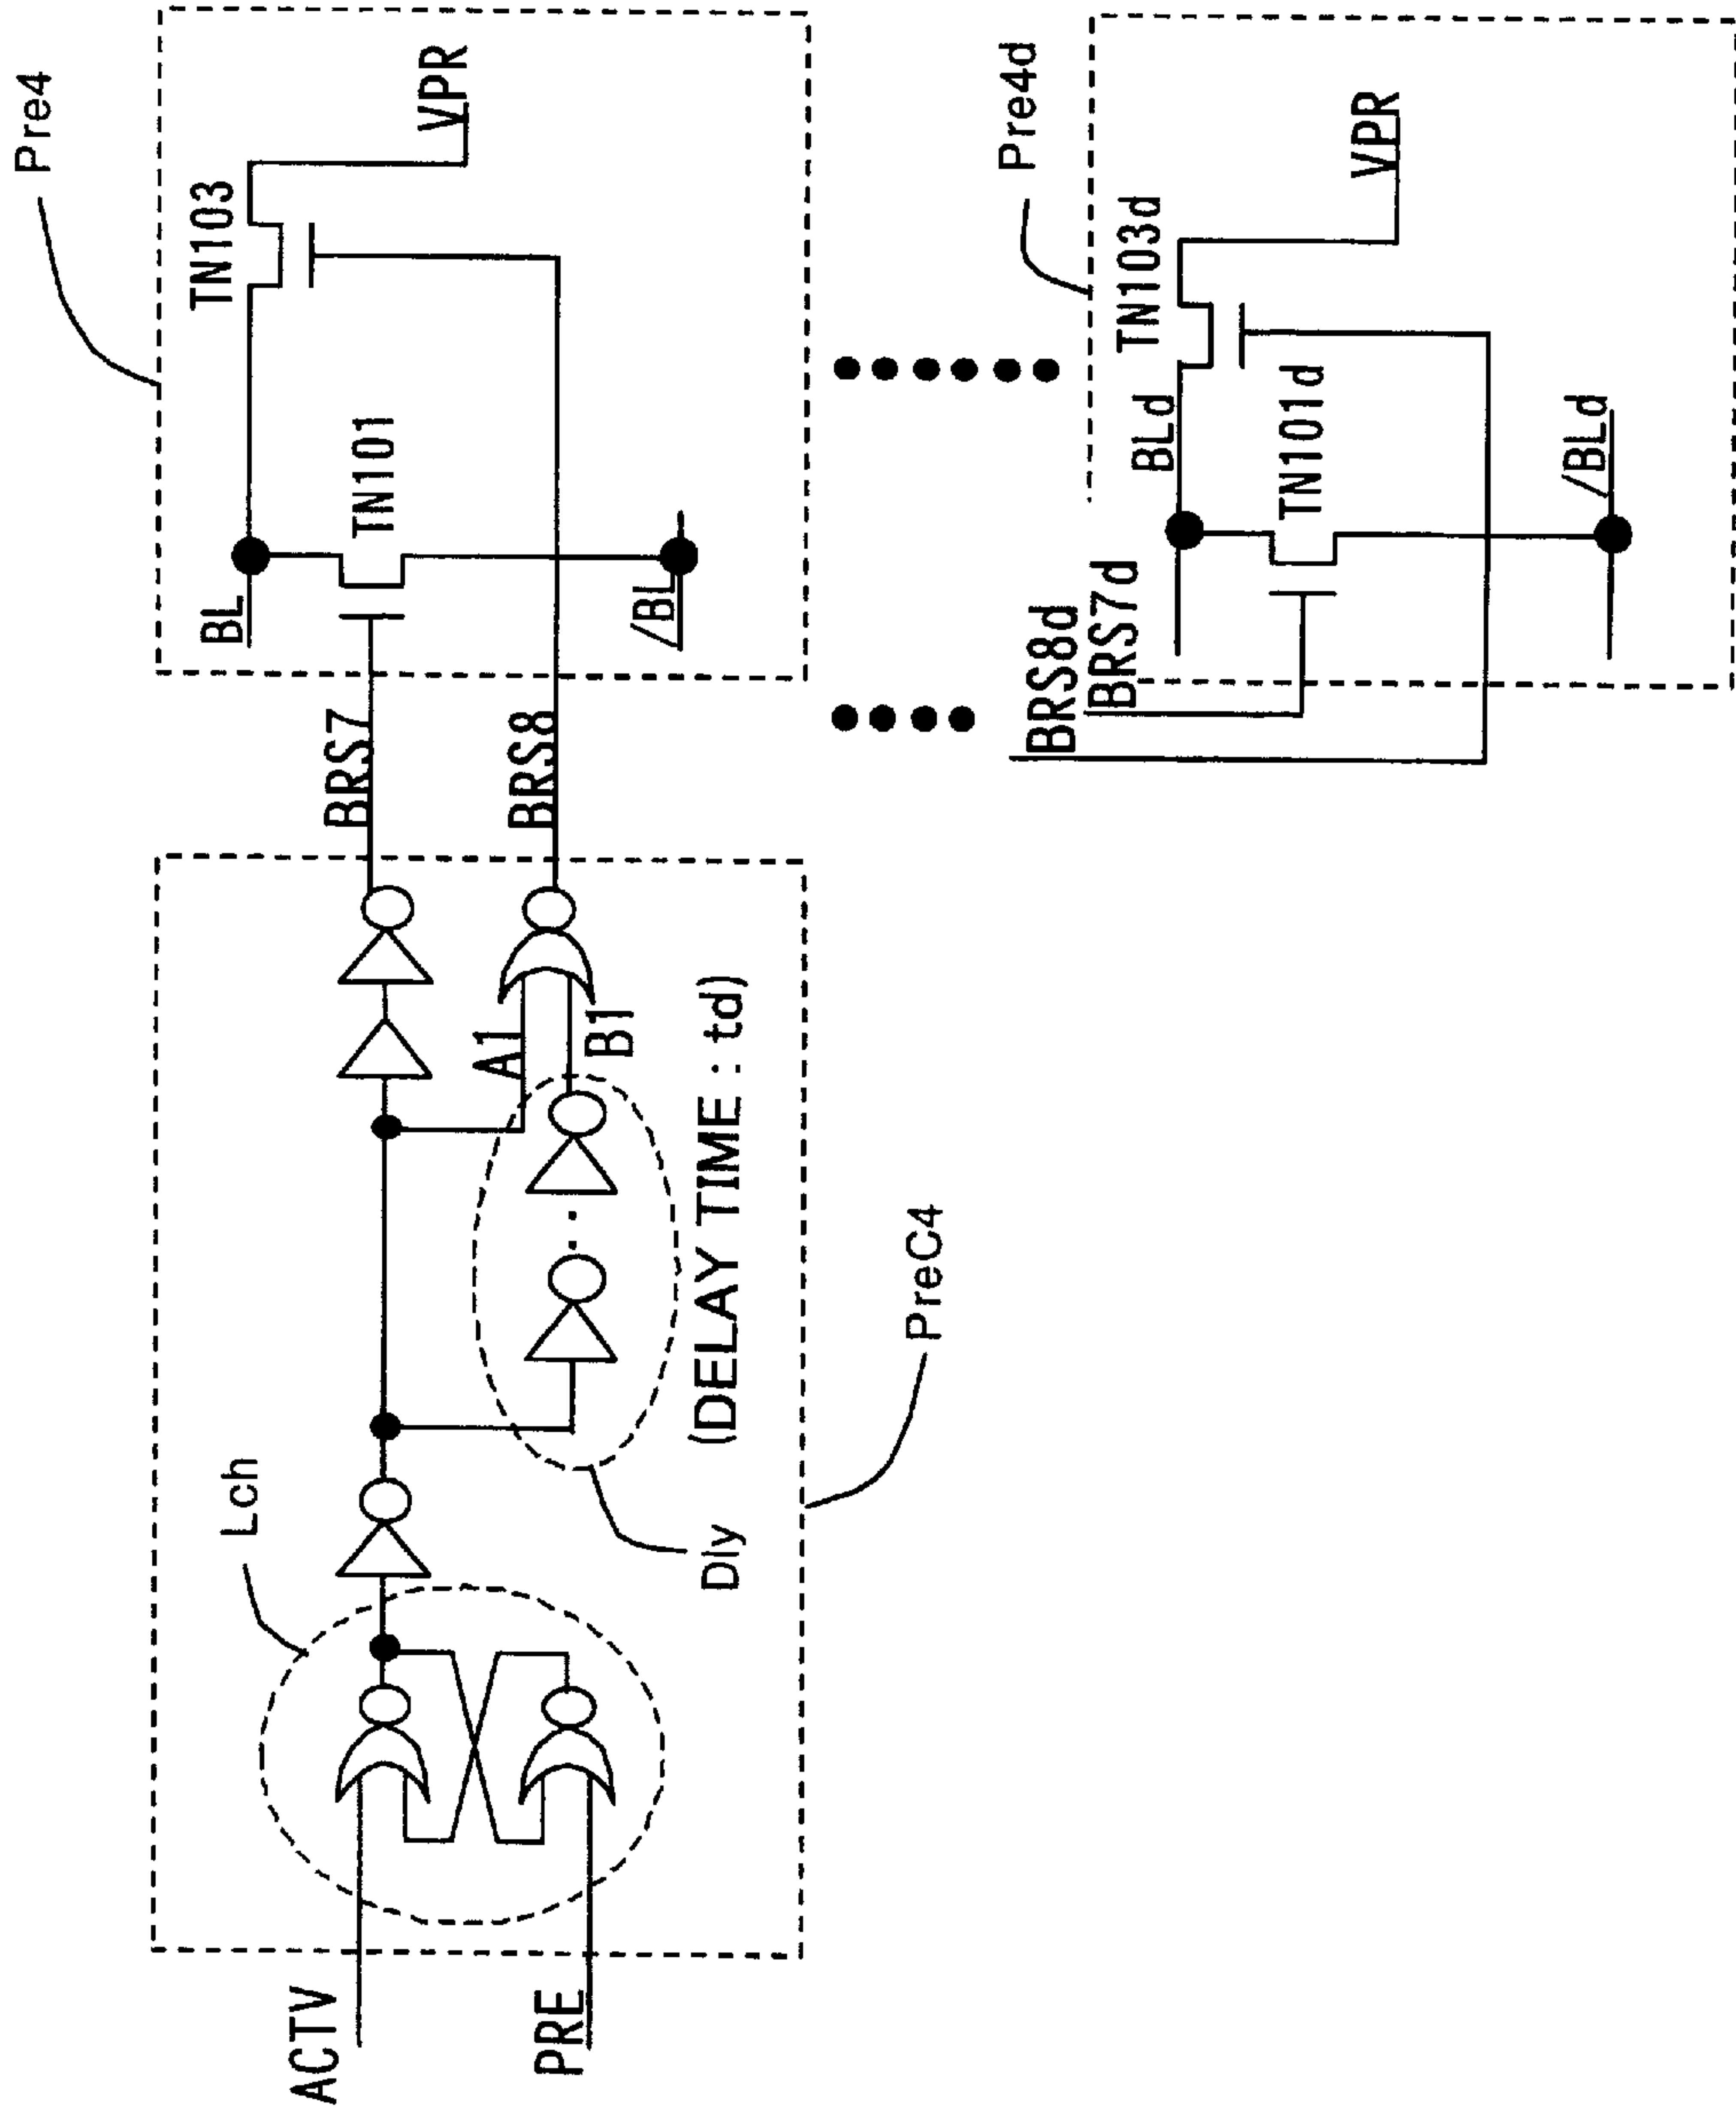 Pre4
VPR
TN103
TN101
BL
/BL
BRS7
BRS8
A1
B1
(DELAY TIME : td)
Dly
Lch
PreC4
ACTV
PRE
Pre4d
VPR
TN103d
BLd
TN101d
/BLd
BRS8d
BRS7d